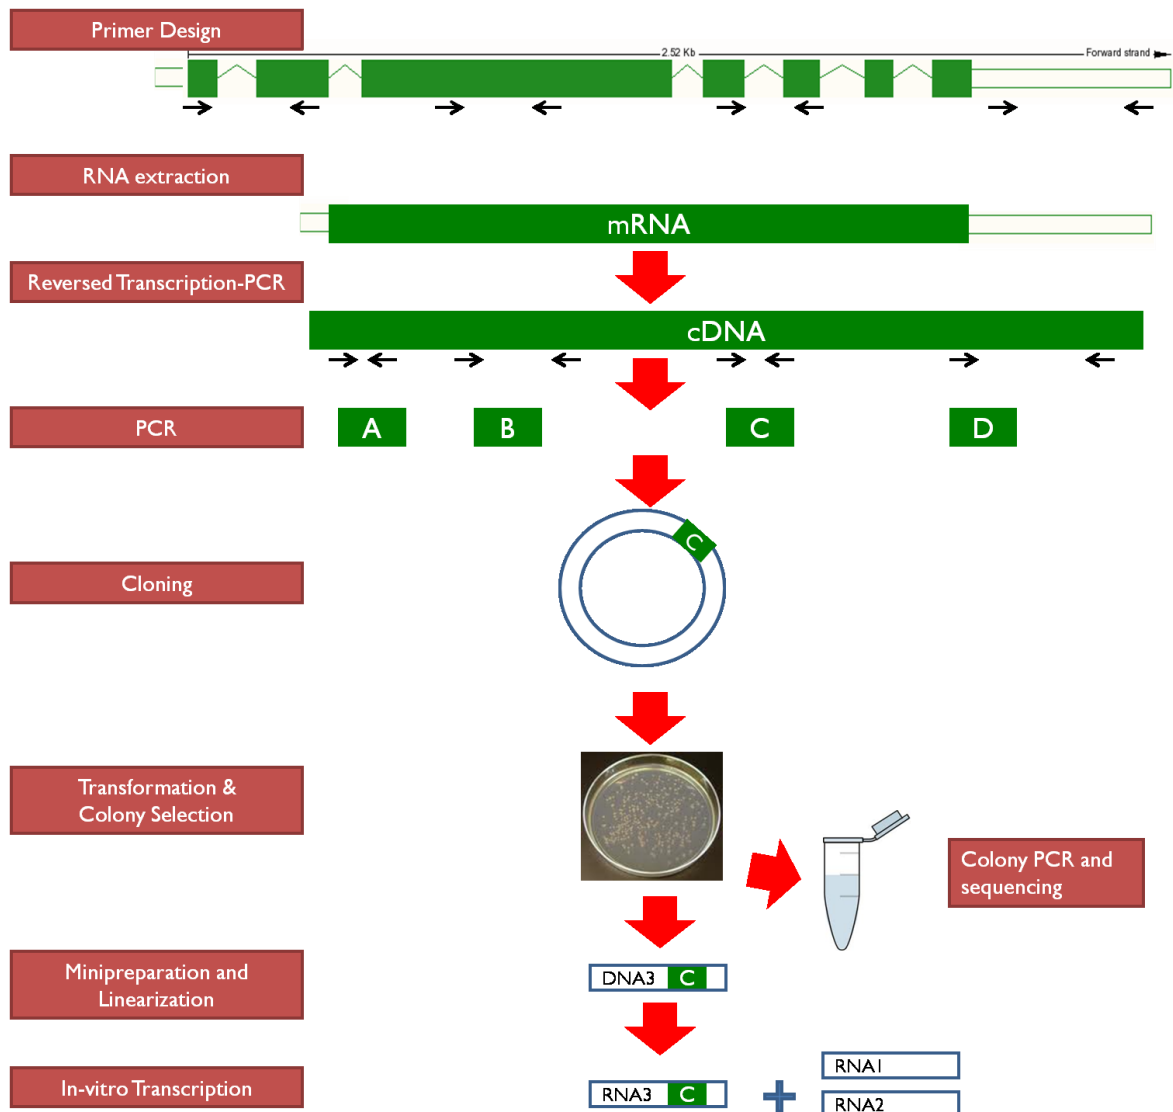 Primer Design
2.52 Kb
Forward strand
RNA extraction
mRNA
Reversed Transcription-PCR
cDNA
PCR
A
B
C
D
C
Cloning
Transformation &
Colony Selection
Colony PCR and
sequencing
Minipreparation and
Linearization
DNA3
C
In-vitro Transcription
RNA3
C
RNA1
RNA2